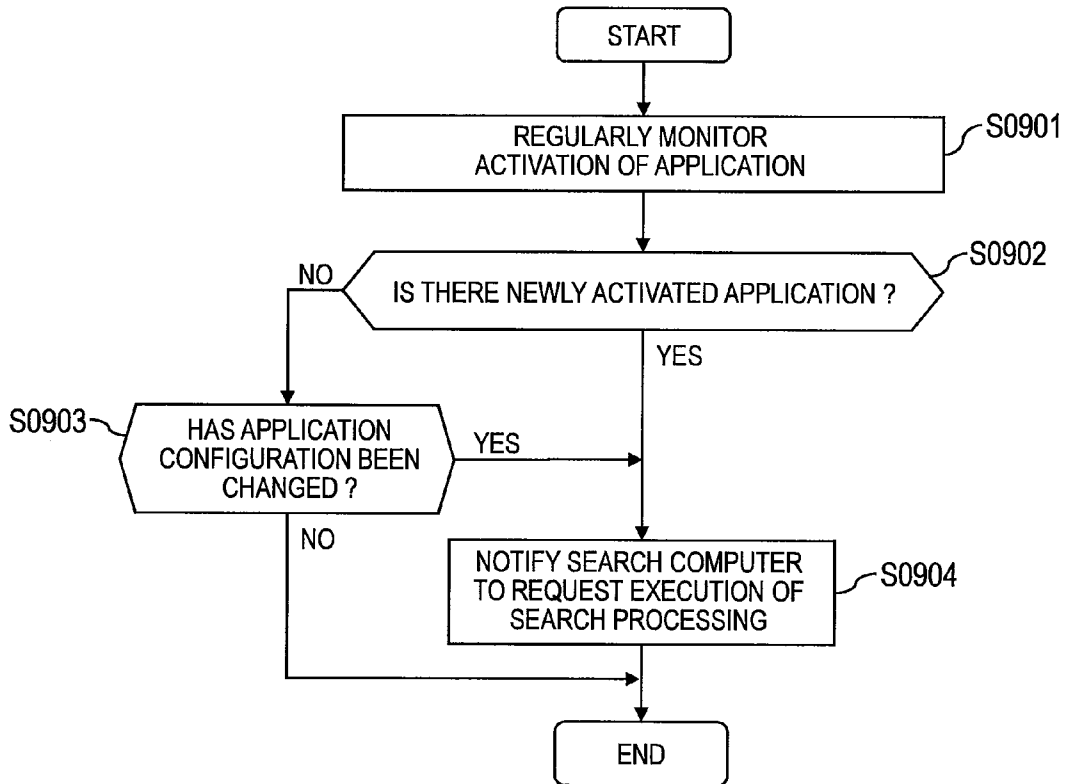 START
REGULARLY MONITOR
ACTIVATION OF APPLICATION
S0901
S0902
NO
IS THERE NEWLY ACTIVATED APPLICATION ?
YES
S0903
HAS APPLICATION
CONFIGURATION BEEN
CHANGED ?
YES
NO
NOTIFY SEARCH COMPUTER
TO REQUEST EXECUTION OF
SEARCH PROCESSING
S0904
END